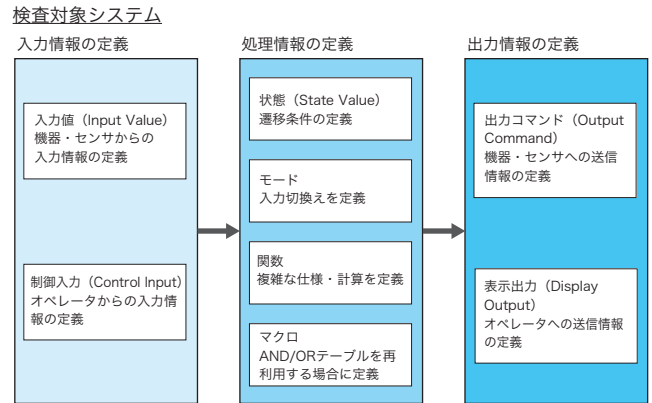 検査対象システム
入力情報の定義
入力値（Input Value）
機器・センサからの
入力情報の定義
制御入力（Control Input）
オペレータからの入力情
報の定義
処理情報の定義
状態（State Value）
遷移条件の定義
モード
入力切換えを定義
関数
複雑な仕様・計算を定義
マクロ
AND/ORテーブルを再
利用する場合に定義
出力情報の定義
出力コマンド（Output
Command）
機器・センサへの送信
情報の定義
表示出力（Display
Output）
オペレータへの送信情報
の定義